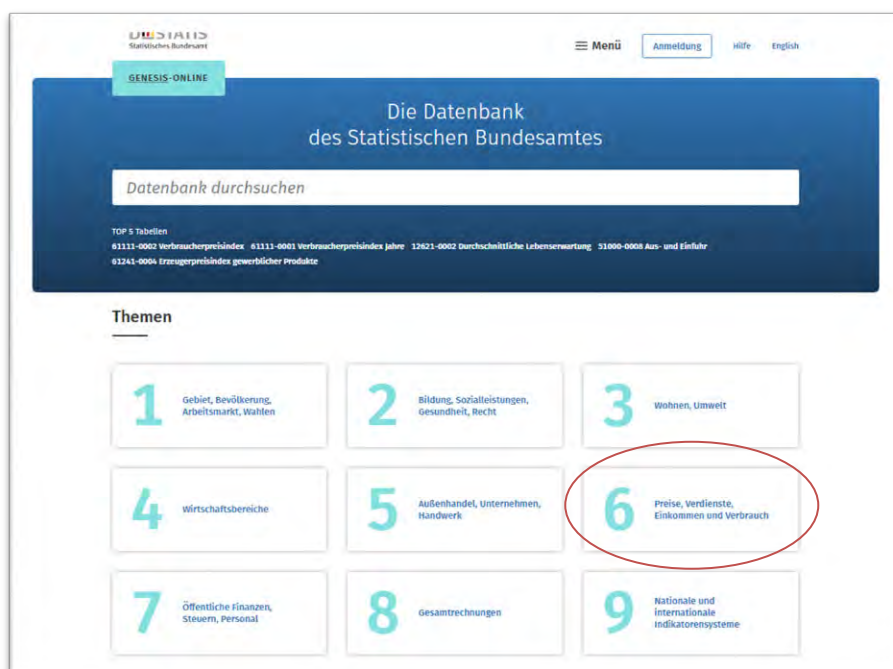 DESTATIS
Statistisches Bundesamt
Menü
Anmeldung
Hilfe
English
GENESIS-ONLINE
Die Datenbank
des Statistischen Bundesamtes
Datenbank durchsuchen
TOP 5 Tabellen
61111-0002 Verbraucherpreisindex 61111-0001 Verbraucherpreisindex Jahre 12621-0002 Durchschnittliche Lebenserwartung 51000-0008 Aus- und Einfuhr
61241-0004 Erzeugerpreisindex gewerblicher Produkte
Themen
1
Gebiet, Bevölkerung,
Arbeitsmarkt, Wahlen
2
Bildung, Sozialleistungen,
Gesundheit, Recht
3
Wohnen, Umwelt
4
Wirtschaftsbereiche
5
Außenhandel, Unternehmen,
Handwerk
6
Preise, Verdienste,
Einkommen und Verbrauch
7
Öffentliche Finanzen,
Steuern, Personal
8
Gesamtrechnungen
9
Nationale und
internationale
Indikatorensysteme